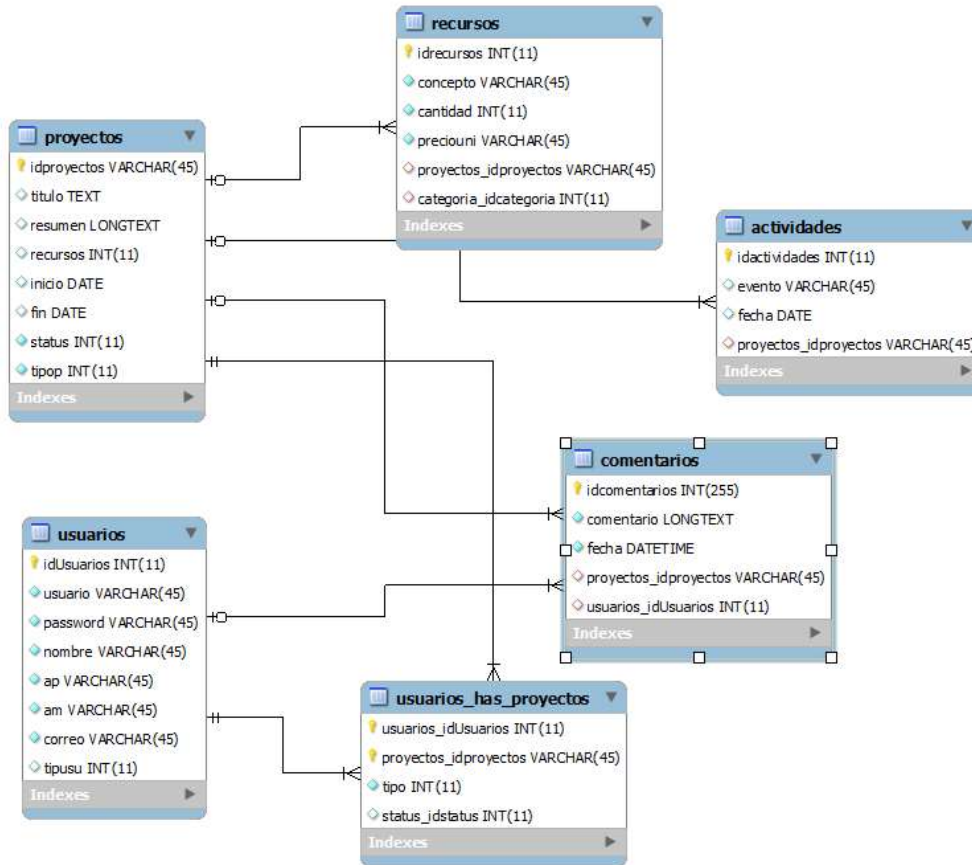 recursos
idrecursos INT(11)
concepto VARCHAR(45)
cantidad INT(11)
preciouni VARCHAR(45)
proyectos_idproyectos VARCHAR(45)
categoria_idcategoria INT(11)
Indexes
proyectos
idproyectos VARCHAR(45)
titulo TEXT
resumen LONGTEXT
recursos INT(11)
inicio DATE
fin DATE
status INT(11)
tipop INT(11)
Indexes
actividades
idactividades INT(11)
evento VARCHAR(45)
fecha DATE
proyectos_idproyectos VARCHAR(45)
Indexes
comentarios
idcomentarios INT(255)
comentario LONGTEXT
fecha DATETIME
proyectos_idproyectos VARCHAR(45)
usuarios_idUsuarios INT(11)
Indexes
usuarios
idUsuarios INT(11)
usuario VARCHAR(45)
password VARCHAR(45)
nombre VARCHAR(45)
ap VARCHAR(45)
am VARCHAR(45)
correo VARCHAR(45)
tipusu INT(11)
Indexes
usuarios_has_proyectos
usuarios_idUsuarios INT(11)
proyectos_idproyectos VARCHAR(45)
tipo INT(11)
status_idstatus INT(11)
Indexes